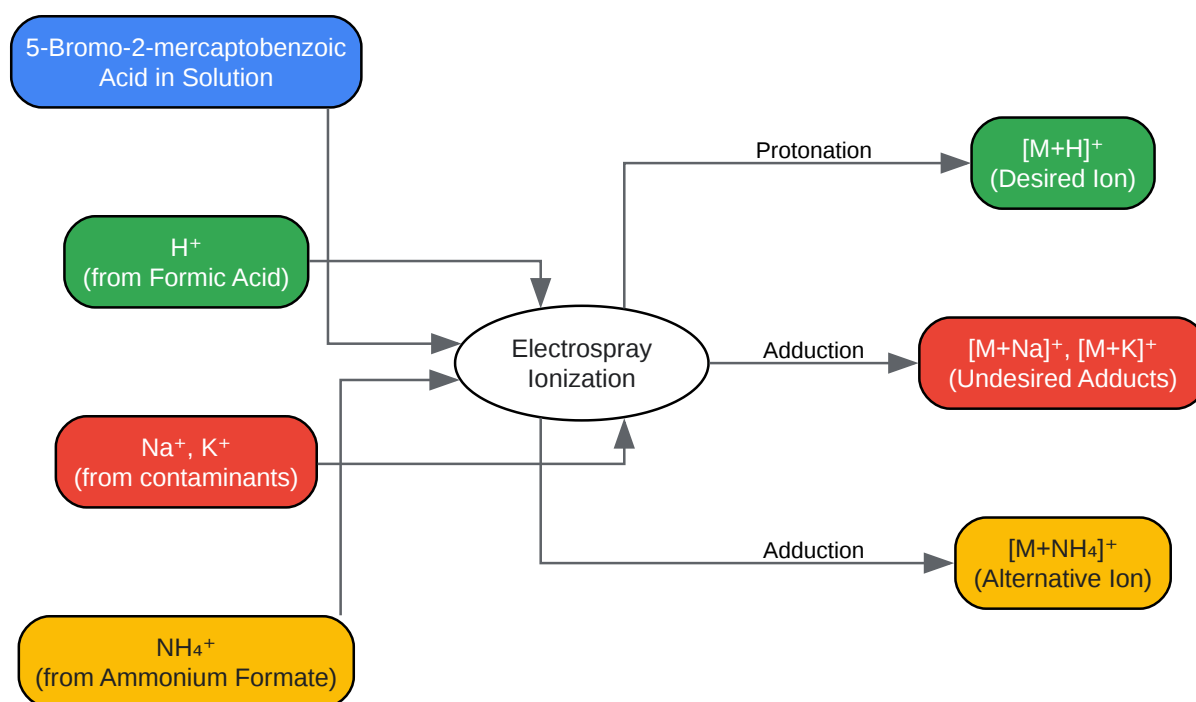 5-Bromo-2-mercaptobenzoic
Acid in Solution
H⁺
(from Formic Acid)
Na⁺, K⁺
(from contaminants)
NH₄⁺
(from Ammonium Formate)
Electrospray
Ionization
Protonation
Adduction
Adduction
[M+H]⁺
(Desired Ion)
[M+Na]⁺, [M+K]⁺
(Undesired Adducts)
[M+NH₄]⁺
(Alternative Ion)